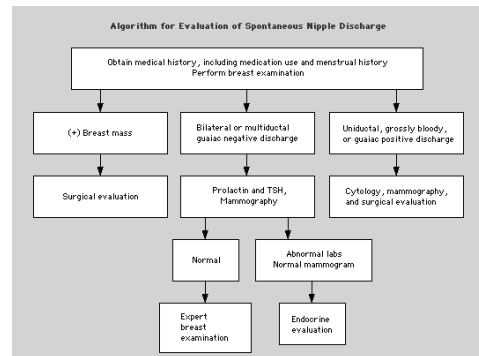 Algorithm for Evaluation of Spontaneous Nipple Discharge
Obtain medical history, including medication use and menstrual history
Perform breast examination
(+) Breast mass
Bilateral or multiductal
guaiac negative discharge
Uniductal, grossly bloody,
or guaiac positive discharge
Surgical evaluation
Prolactin and TSH,
Mammography
Cytology, mammography,
and surgical evaluation
Normal
Abnormal labs
Normal mammogram
Expert
breast
examination
Endocrine
evaluation